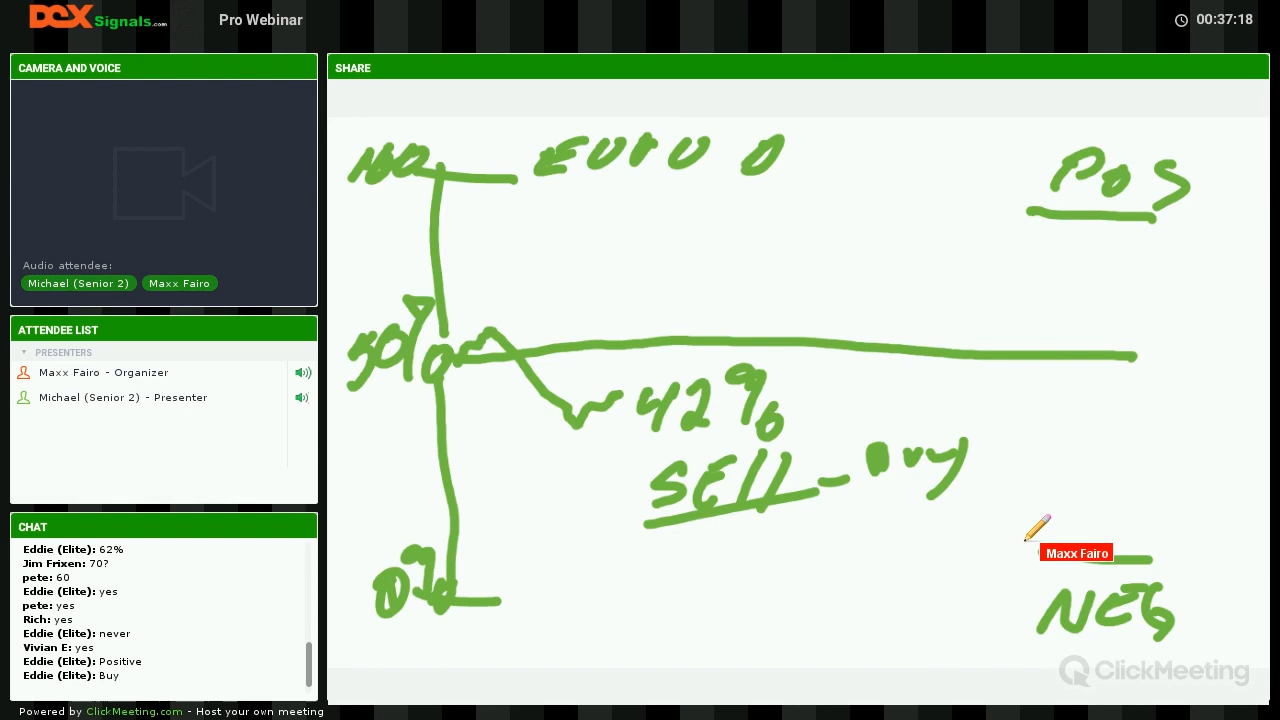 DCX Signals.com
Pro Webinar
00:37:18
CAMERA AND VOICE
Audio attendee:
Michael (Senior 2) Maxx Fairo
ATTENDEE LIST
PRESENTERS
Maxx Fairo - Organizer
Michael (Senior 2) - Presenter
CHAT
Eddie (Elite): 62%
Jim Frixen: 70?
pete: 60
Eddie (Elite): yes
pete: yes
Rich: yes
Eddie (Elite): never
Vivian E: yes
Eddie (Elite): Positive
Eddie (Elite): Buy
Powered by ClickMeeting.com - Host your own meeting
SHARE
100
POS
50%
42%
SELL - Buy
Maxx Fairo
0%
NEG
ClickMeeting